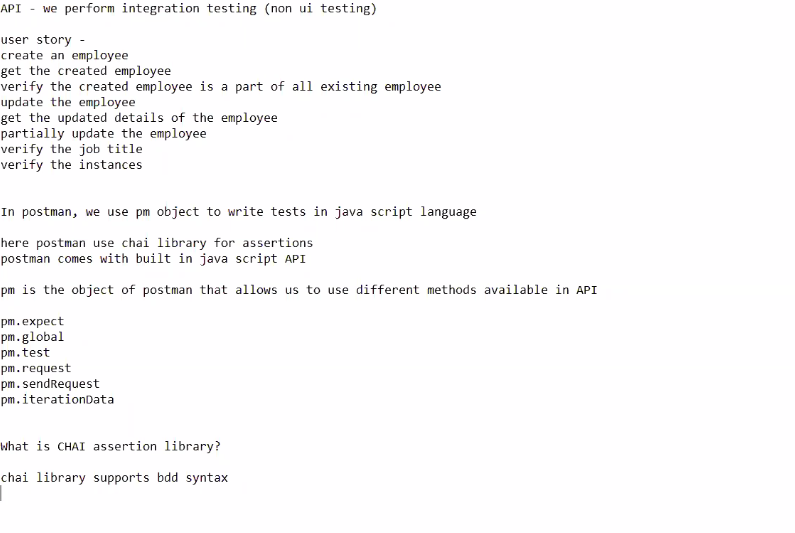 API - we perform integration testing (non ui testing)
user story -
create an employee
get the created employee
verify the created employee is a part of all existing employee
update the employee
get the updated details of the employee
partially update the employee
verify the job title
verify the instances
In postman, we use pm object to write tests in java script language
here postman use chai library for assertions
postman comes with built in java script API
pm is the object of postman that allows us to use different methods available in API
pm.expect
pm.global
pm.test
pm.request
pm.sendRequest
pm.iterationData
What is CHAI assertion library?
chai library supports bdd syntax